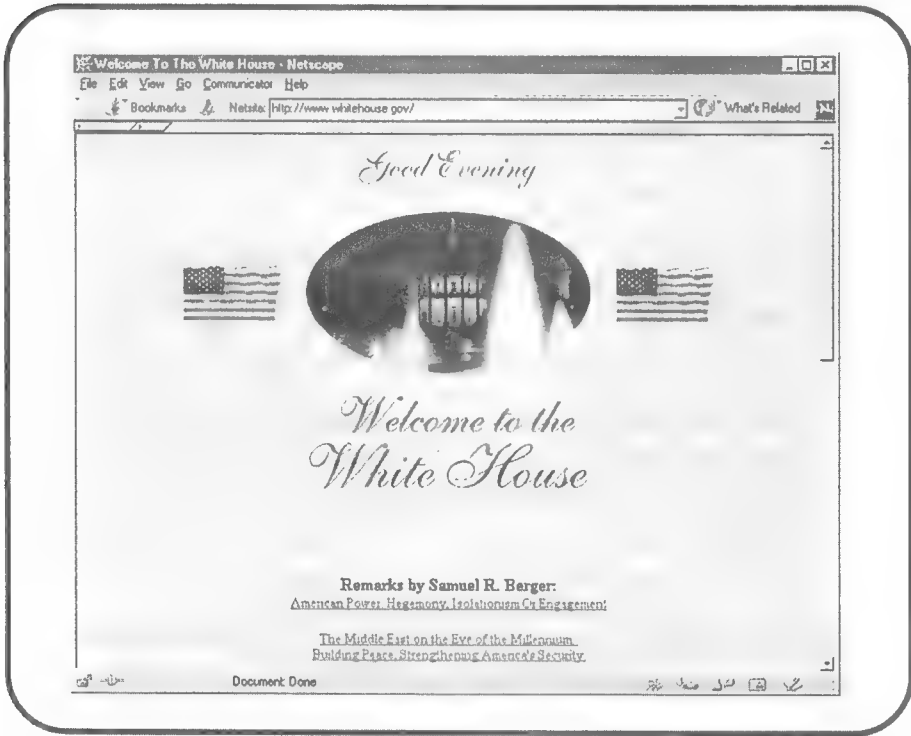 Welcome To The White House - Netscape
File Edit View Go Communicator Help
Bookmarks Netsite: http://www.whitehouse.gov/ What's Related
Good Evening
Welcome to the
White House
Remarks by Samuel R. Berger:
American Power, Hegemony, Isolationism Or Engagement
The Middle East on the Eve of the Millennium
Building Peace, Strengthening America's Security
Document: Done